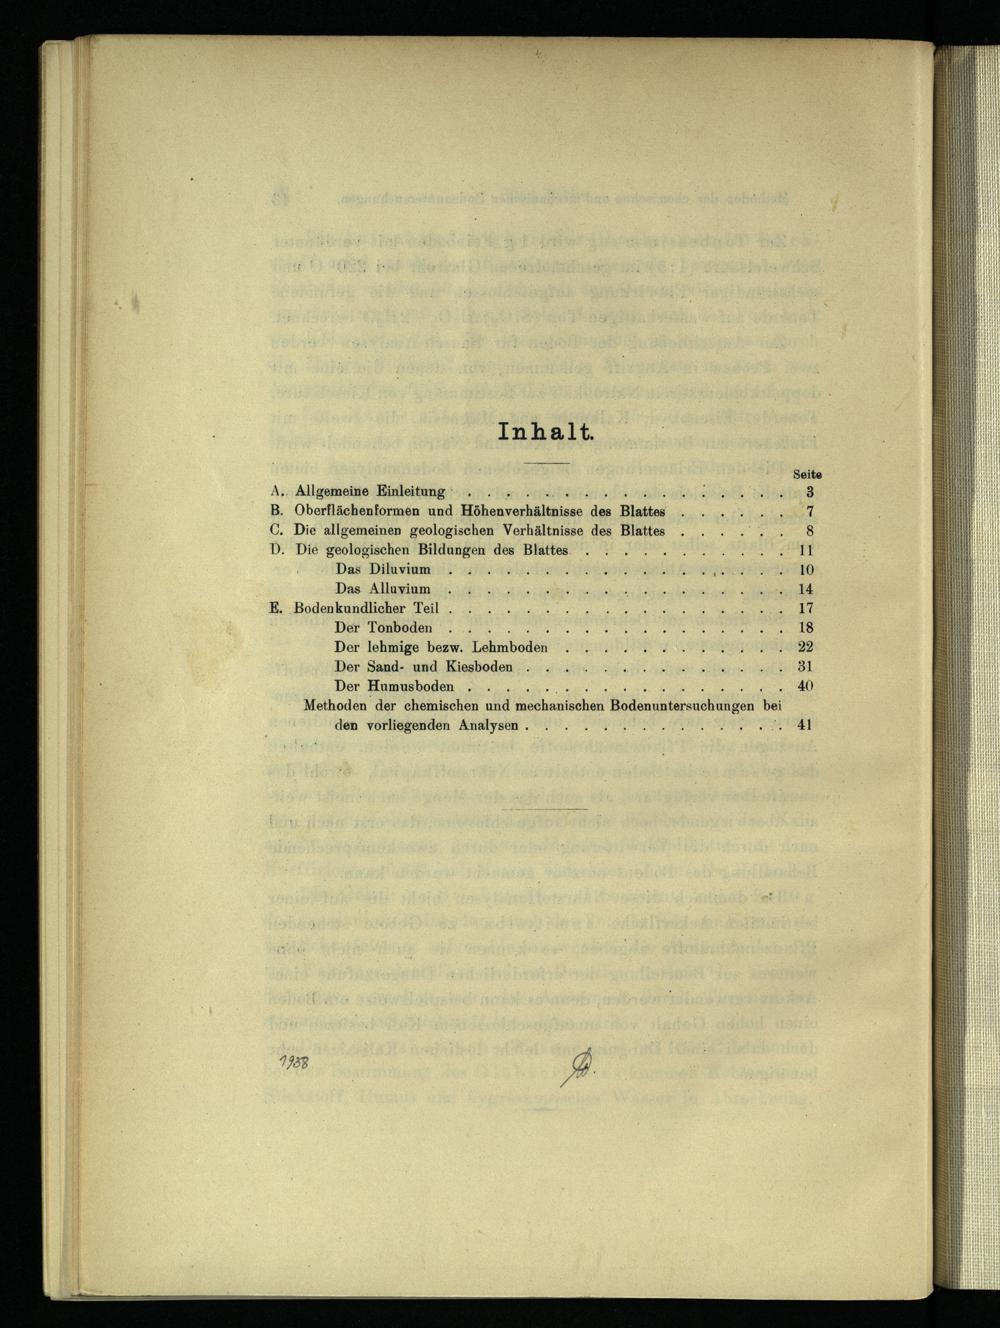 Inhalt.
Seite
A. Allgemeine Einleitung . . . . . . . . . . . . . . . . . 3
B. Oberflächenformen und Höhenverhältnisse des Blattes . . . . . . 7
C. Die allgemeinen geologischen Verhältnisse des Blattes . . . . . . 8
D. Die geologischen Bildungen des Blattes . . . . . . . . . . . 11
Das Diluvium . . . . . . . . . . . . . . . . . . 10
Das Alluvium . . . . . . . . . . . . . . . . . . 14
E. Bodenkundlicher Teil . . . . . . . . . . . . . . . . . . 17
Der Tonboden . . . . . . . . . . . . . . . . . . 18
Der lehmige bezw. Lehmboden . . . . . . . . . . . . 22
Der Sand- und Kiesboden . . . . . . . . . . . . . . 31
Der Humusboden . . . . . . . . . . . . . . . . . 40
Methoden der chemischen und mechanischen Bodenuntersuchungen bei
den vorliegenden Analysen . . . . . . . . . . . . . . 41
1938